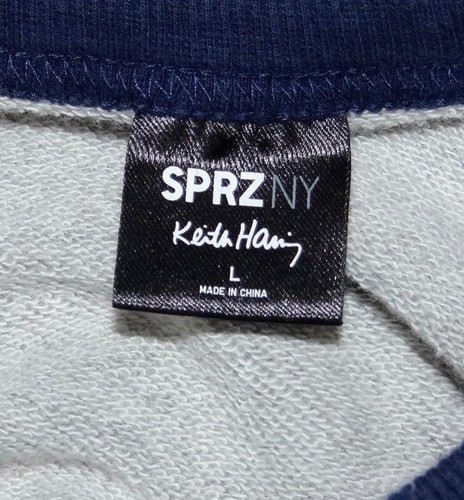 SPRZ NY
Keith Haring
L
MADE IN CHINA